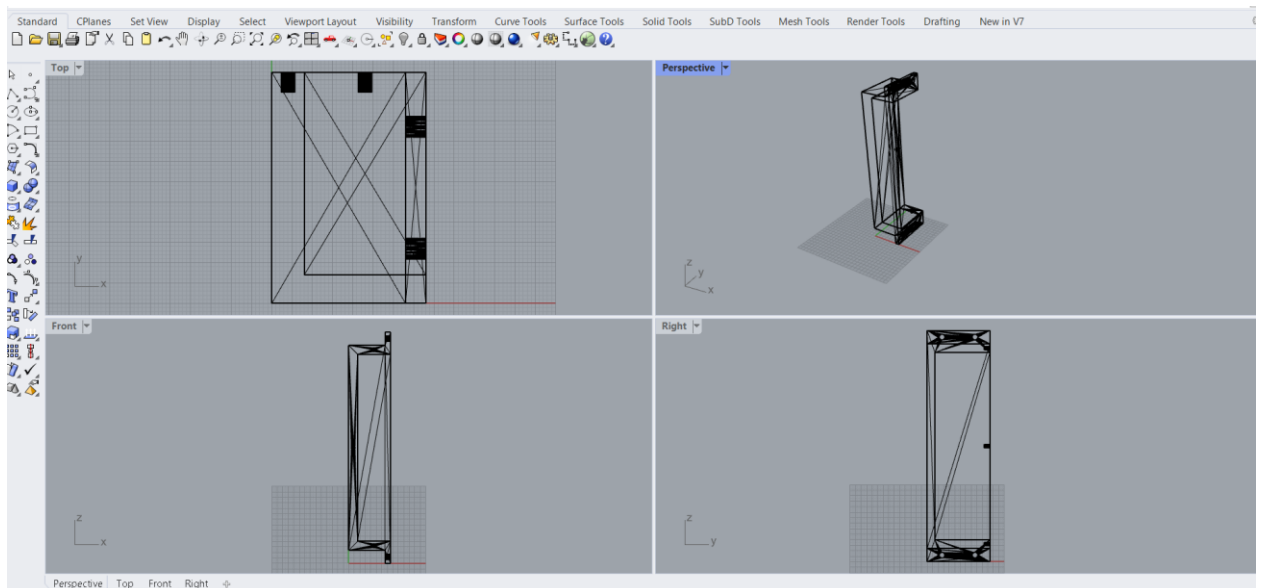 Standard CPlanes Set View Display Select Viewport Layout Visibility Transform Curve Tools Surface Tools Solid Tools SubD Tools Mesh Tools Render Tools Drafting New in V7
Top
Perspective
y
x
z
y
x
Front
Right
z
x
z
y
Perspective Top Front Right